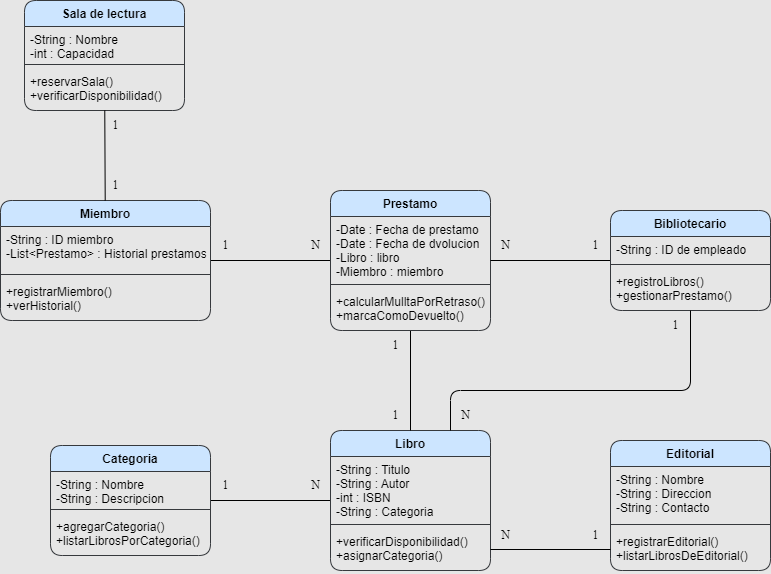 Sala de lectura
-String : Nombre
-int : Capacidad
+reservarSala()
+verificarDisponibilidad()
1
1
Miembro
-String : ID miembro
-List<Prestamo> : Historial prestamos
+registrarMiembro()
+verHistorial()
1
N
Prestamo
-Date : Fecha de prestamo
-Date : Fecha de dvolucion
-Libro : libro
-Miembro : miembro
+calcularMulltaPorRetraso()
+marcaComoDevuelto()
N
1
Bibliotecario
-String : ID de empleado
+registroLibros()
+gestionarPrestamo()
1
1
1
N
Categoria
-String : Nombre
-String : Descripcion
+agregarCategoria()
+listarLibrosPorCategoria()
1
N
Libro
-String : Titulo
-String : Autor
-int : ISBN
-String : Categoria
+verificarDisponibilidad()
+asignarCategoria()
N
1
Editorial
-String : Nombre
-String : Direccion
-String : Contacto
+registrarEditorial()
+listarLibrosDeEditorial()